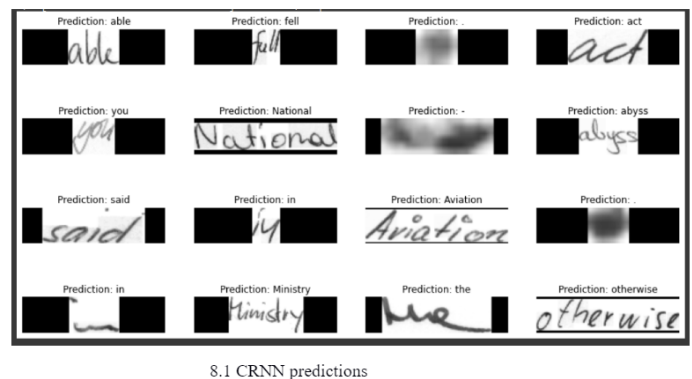 Prediction: able Prediction: fell Prediction: . Prediction: act
able act
Prediction: you Prediction: National Prediction: - Prediction: abyss
you National abyss
Prediction: said Prediction: in Prediction: Aviation Prediction: .
said in Aviation
Prediction: in Prediction: Ministry Prediction: the Prediction: otherwise
Ministry the otherwise
8.1 CRNN predictions